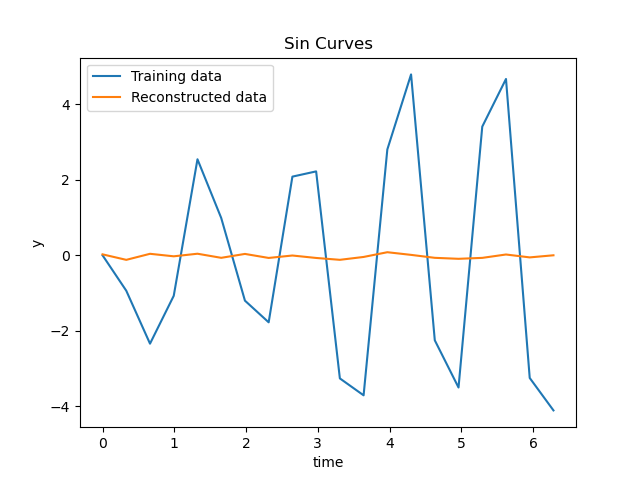 Sin Curves
Training data
Reconstructed data
4
2
0
−2
−4
y
0 1 2 3 4 5 6
time